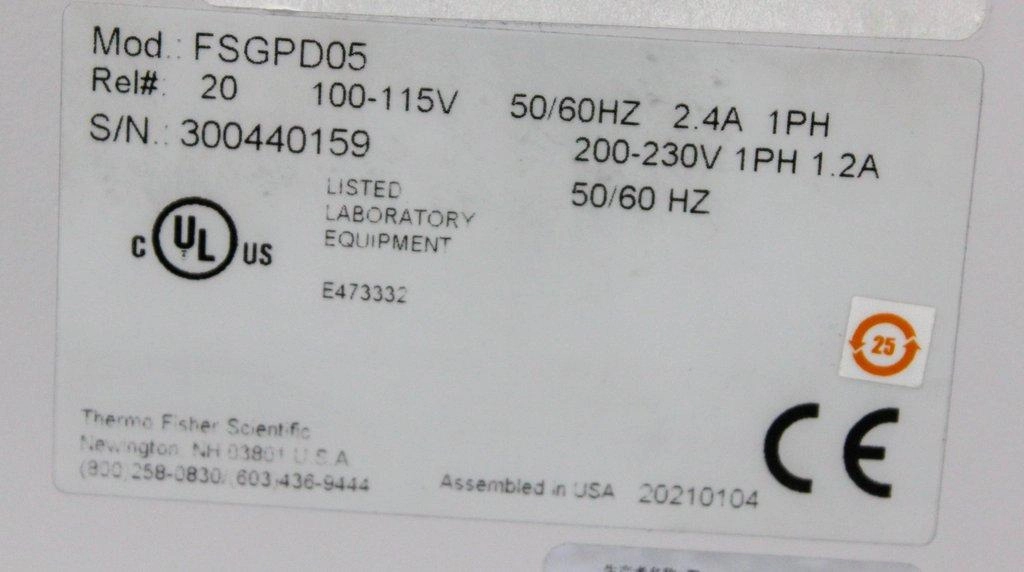 Mod.: FSGPD05
Rel#: 20 100-115V 50/60HZ 2.4A 1PH
S/N.: 300440159 200-230V 1PH 1.2A
50/60 HZ
LISTED
LABORATORY
EQUIPMENT
C UL US
E473332
25
Thermo Fisher Scientific
Newington, NH 03801 U.S.A.
(800)258-0830/(603)436-9444
Assembled in USA 20210104
CE